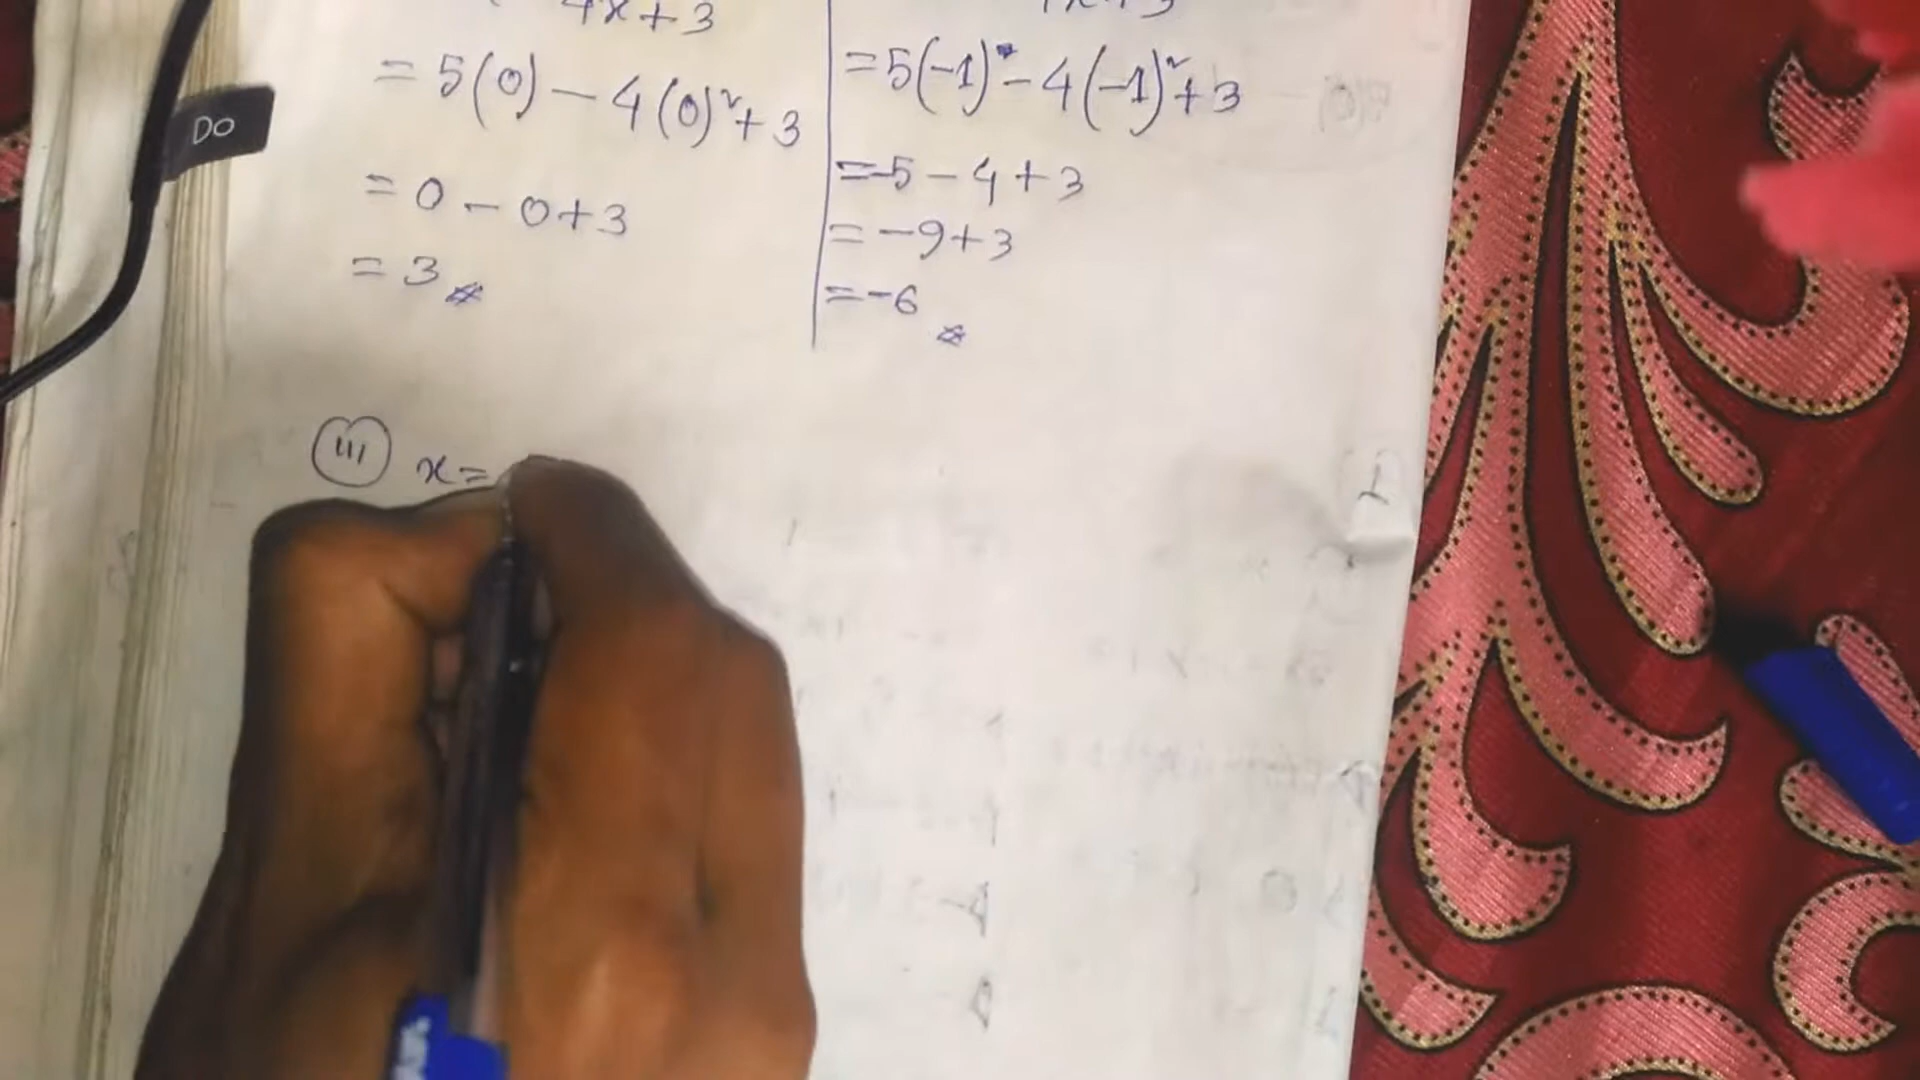 4x+3
=5(0)-4(0)²+3
=0-0+3
=3
=5(-1)-4(-1)²+3
=-5-4+3
=-9+3
=-6
(iii) x=
DO